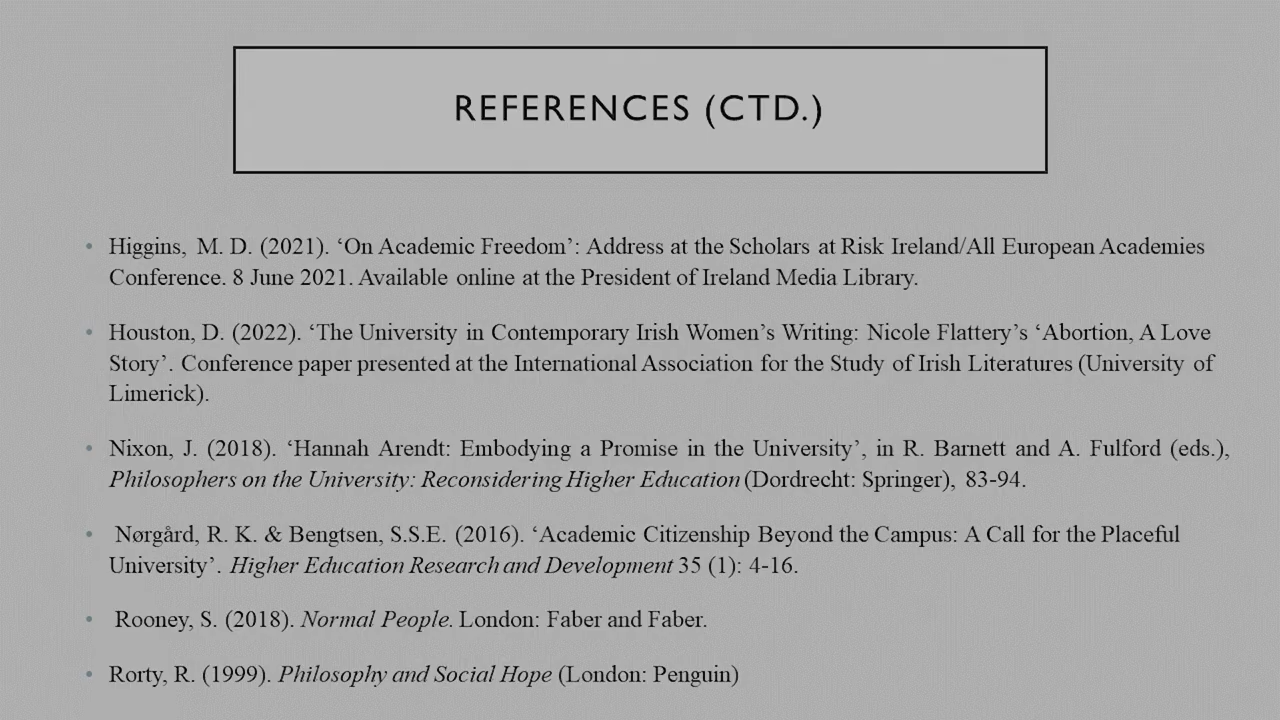 REFERENCES (CTD.)
• Higgins, M. D. (2021). ‘On Academic Freedom’: Address at the Scholars at Risk Ireland/All European Academies
Conference. 8 June 2021. Available online at the President of Ireland Media Library.
• Houston, D. (2022). ‘The University in Contemporary Irish Women’s Writing: Nicole Flattery’s ‘Abortion, A Love
Story’. Conference paper presented at the International Association for the Study of Irish Literatures (University of
Limerick).
• Nixon, J. (2018). ‘Hannah Arendt: Embodying a Promise in the University’, in R. Barnett and A. Fulford (eds.),
Philosophers on the University: Reconsidering Higher Education (Dordrecht: Springer), 83-94.
• Nørgård, R. K. & Bengtsen, S.S.E. (2016). ‘Academic Citizenship Beyond the Campus: A Call for the Placeful
University’. Higher Education Research and Development 35 (1): 4-16.
• Rooney, S. (2018). Normal People. London: Faber and Faber.
• Rorty, R. (1999). Philosophy and Social Hope (London: Penguin)